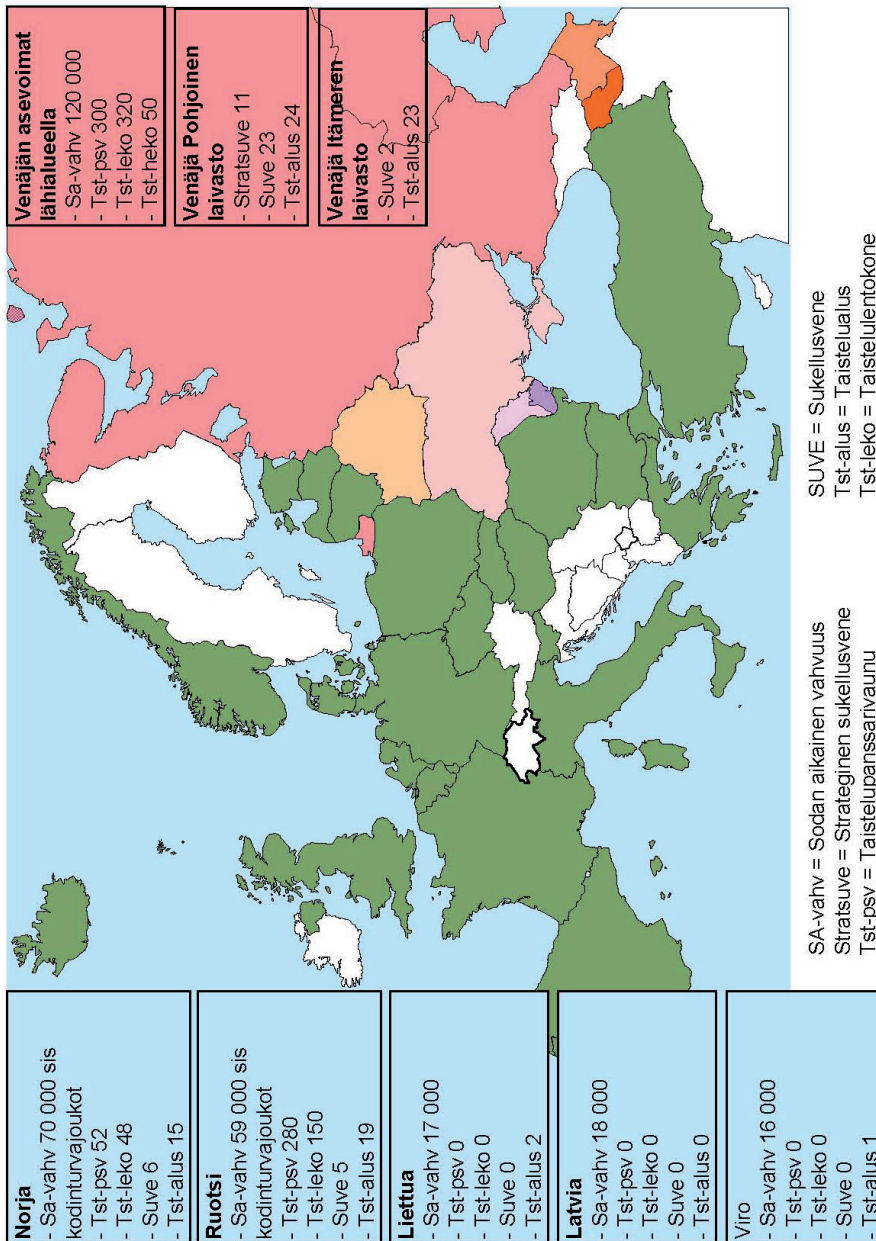 Norja
- Sa-vahv 70 000 sis
kodinturvajoukot
- Tst-psv 52
- Tst-leko 48
- Suve 6
- Tst-alus 15
Ruotsi
- Sa-vahv 59 000 sis
kodinturvajoukot
- Tst-psv 280
- Tst-leko 150
- Suve 5
- Tst-alus 19
Liettua
- Sa-vahv 17 000
- Tst-psv 0
- Tst-leko 0
- Suve 0
- Tst-alus 2
Latvia
- Sa-vahv 18 000
- Tst-psv 0
- Tst-leko 0
- Suve 0
- Tst-alus 0
Viro
- Sa-vahv 16 000
- Tst-psv 0
- Tst-leko 0
- Suve 0
- Tst-alus 1
Venäjän asevoimat
lähialueella
- Sa-vahv 120 000
- Tst-psv 300
- Tst-leko 320
- Tst-heko 50
Venäjä Pohjoinen
laivasto
- Stratsuve 11
- Suve 23
- Tst-alus 24
Venäjä Itämeren
laivasto
- Suve 2
- Tst-alus 23
SA-vahv = Sodan aikainen vahvuus
Stratsuve = Strateginen sukellusvene
Tst-psv = Taistelupanssarivaunu
SUVE = Sukellusvene
Tst-alus = Taistelualus
Tst-leko = Taistelulentokone